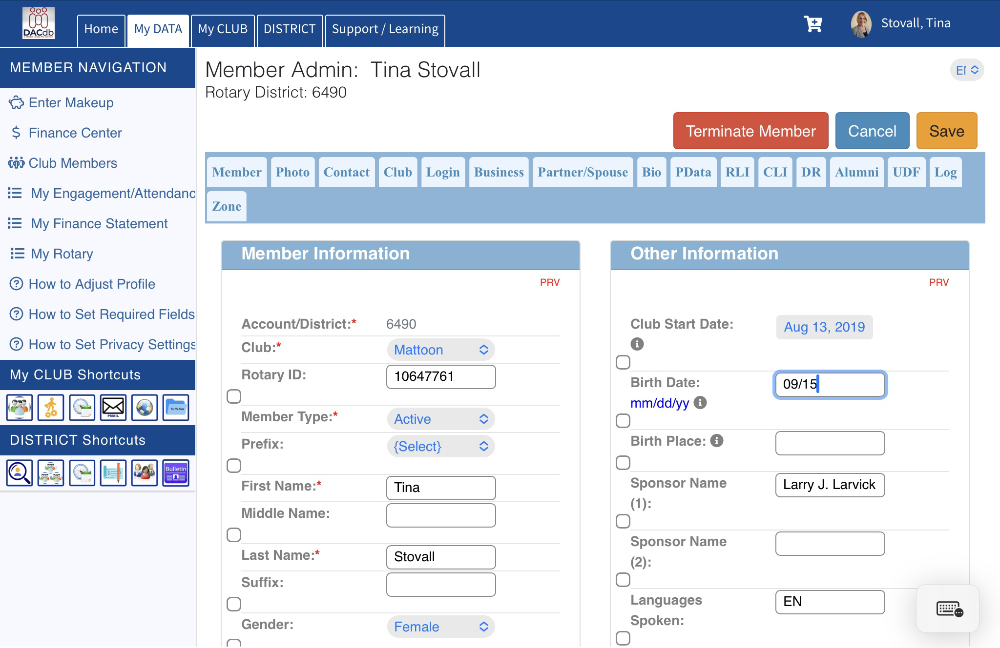 DACdb
Home
My DATA
My CLUB
DISTRICT
Support / Learning
Stovall, Tina
MEMBER NAVIGATION
Enter Makeup
Finance Center
Club Members
My Engagement/Attendanc
My Finance Statement
My Rotary
How to Adjust Profile
How to Set Required Fields
How to Set Privacy Settings
My CLUB Shortcuts
PMAIL
Bulletins
DISTRICT Shortcuts
Bulletin
Member Admin: Tina Stovall
Rotary District: 6490
Terminate Member
Cancel
Save
Member
Photo
Contact
Club
Login
Business
Partner/Spouse
Bio
PData
RLI
CLI
DR
Alumni
UDF
Log
Zone
Member Information
PRV
Account/District:* 6490
Club:* Mattoon
Rotary ID: 10647761
Member Type:* Active
Prefix: {Select}
First Name:* Tina
Middle Name:
Last Name:* Stovall
Suffix:
Gender: Female
Other Information
PRV
Club Start Date: Aug 13, 2019
Birth Date: 09/15
mm/dd/yy
Birth Place:
Sponsor Name Larry J. Larvick
(1):
Sponsor Name
(2):
Languages EN
Spoken: